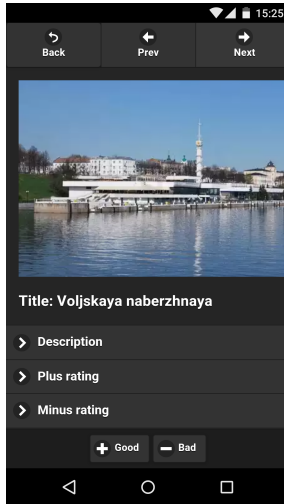 15:25
Back Prev Next
Title: Voljskaya naberzhnaya
Description
Plus rating
Minus rating
Good Bad